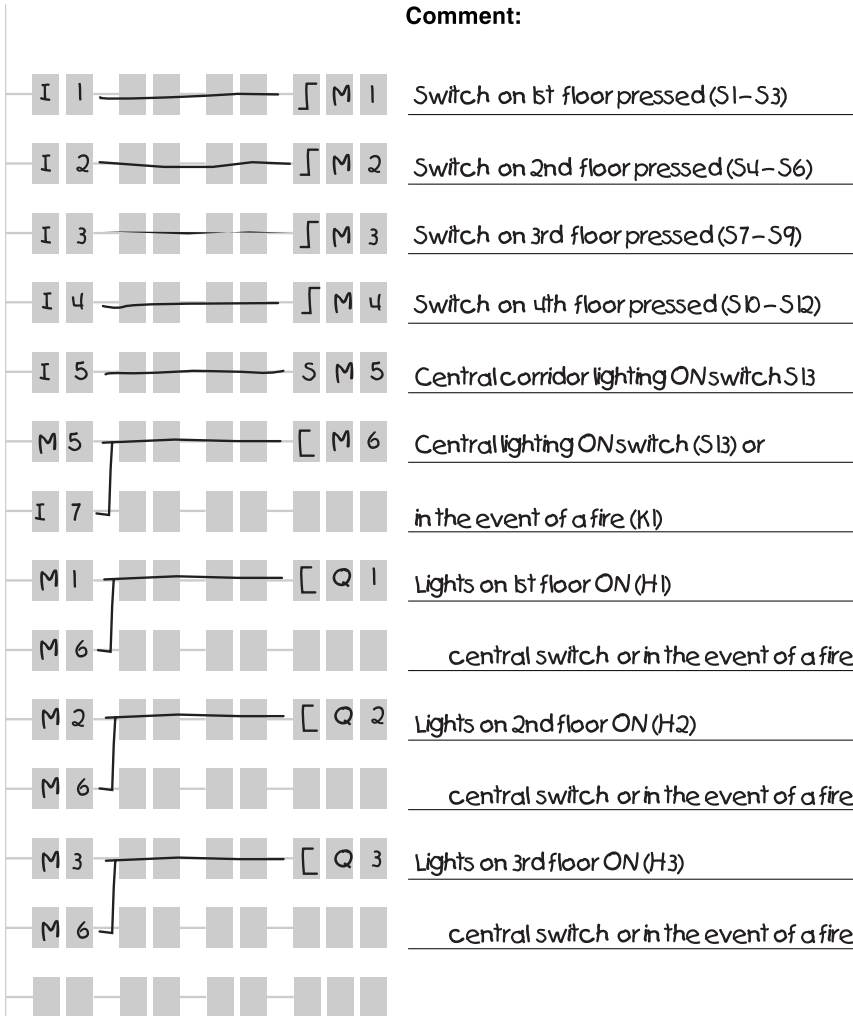 Comment:
I 1 ʃ M 1 Switch on 1st floor pressed (S1-S3)
I 2 ʃ M 2 Switch on 2nd floor pressed (S4-S6)
I 3 ʃ M 3 Switch on 3rd floor pressed (S7-S9)
I 4 ʃ M 4 Switch on 4th floor pressed (S10-S12)
I 5 S M 5 Central corridor lighting ON switch S13
M 5 [ M 6 Central lighting ON switch (S13) or
I 7 in the event of a fire (K1)
M 1 [ Q 1 Lights on 1st floor ON (H1)
M 6 central switch or in the event of a fire
M 2 [ Q 2 Lights on 2nd floor ON (H2)
M 6 central switch or in the event of a fire
M 3 [ Q 3 Lights on 3rd floor ON (H3)
M 6 central switch or in the event of a fire